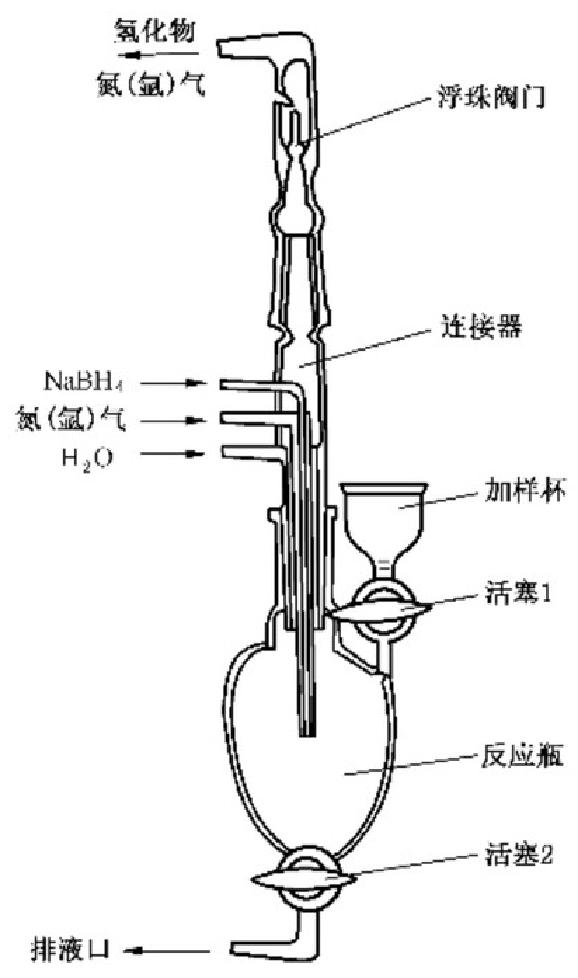 氢化物
氮(氩)气
浮珠阀门
连接器
NaBH₄
氮(氩)气
H₂O
加样杯
活塞1
反应瓶
活塞2
排液口